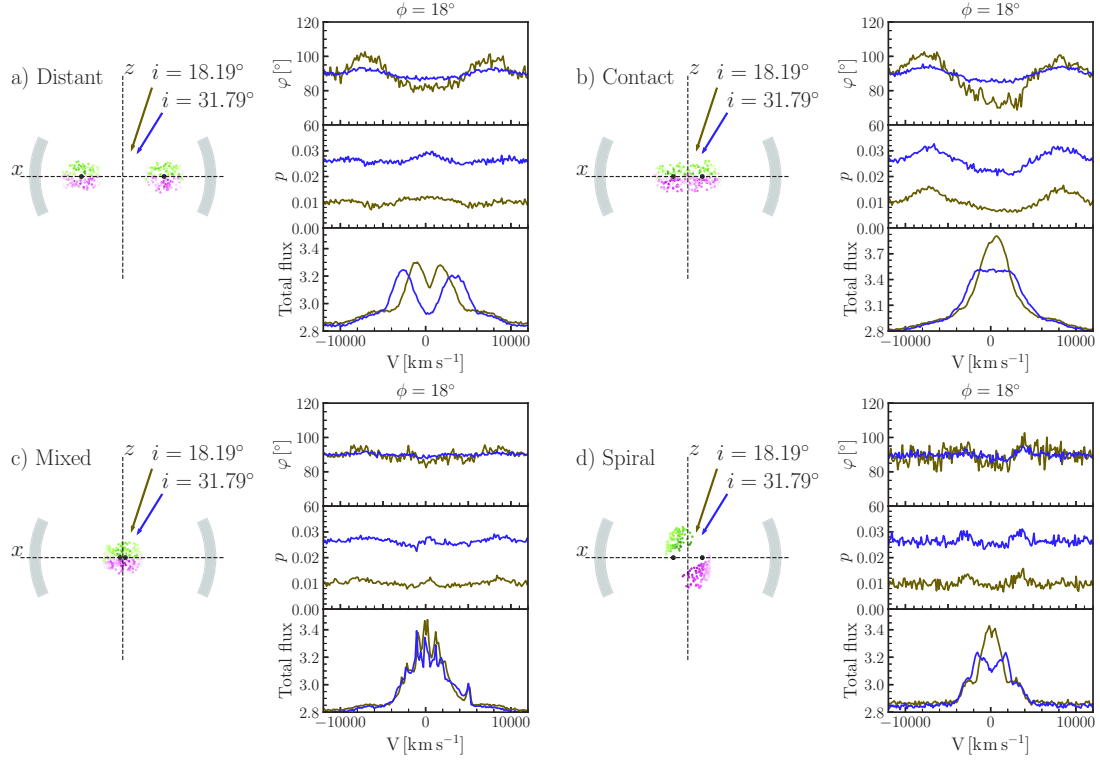 a) Distant
z
i = 18.19°
i = 31.79°
x
ϕ = 18°
φ [°]
120
100
80
60
p
0.03
0.02
0.01
0.00
Total flux
3.4
3.2
3.0
2.8
−10000
0
10000
V [km s⁻¹]
b) Contact
z
i = 18.19°
i = 31.79°
x
ϕ = 18°
φ [°]
120
100
80
60
p
0.03
0.02
0.01
0.00
Total flux
3.7
3.4
3.1
2.8
−10000
0
10000
V [km s⁻¹]
c) Mixed
z
i = 18.19°
i = 31.79°
x
ϕ = 18°
φ [°]
120
100
80
60
p
0.03
0.02
0.01
0.00
Total flux
3.4
3.2
3.0
2.8
−10000
0
10000
V [km s⁻¹]
d) Spiral
z
i = 18.19°
i = 31.79°
x
ϕ = 18°
φ [°]
120
100
80
60
p
0.03
0.02
0.01
0.00
Total flux
3.4
3.2
3.0
2.8
−10000
0
10000
V [km s⁻¹]